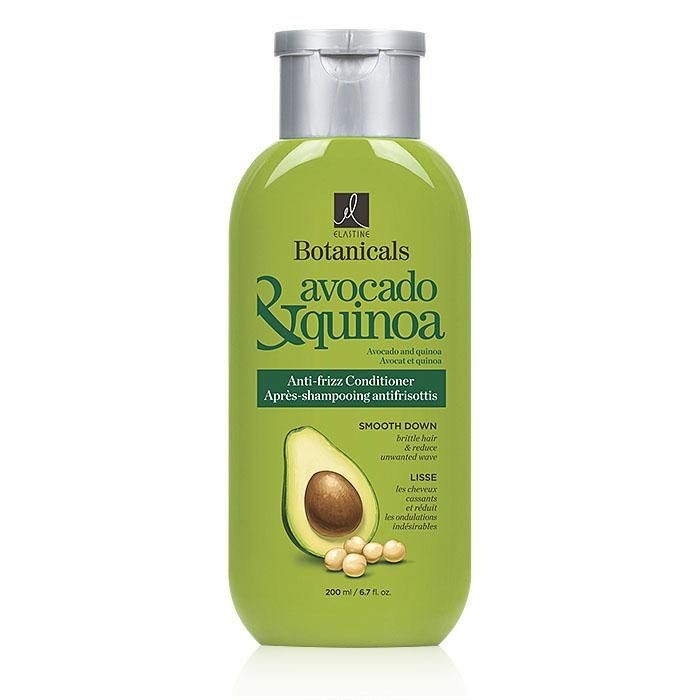 el
ELASTINE
Botanicals
avocado
&quinoa
Avocado and quinoa
Avocat et quinoa
Anti-frizz Conditioner
Après-shampooing antifrisottis
SMOOTH DOWN
brittle hair
& reduce
unwanted wave
LISSE
les cheveux
cassants
et réduit
les ondulations
indésirables
200 ml / 6.7 fl. oz.